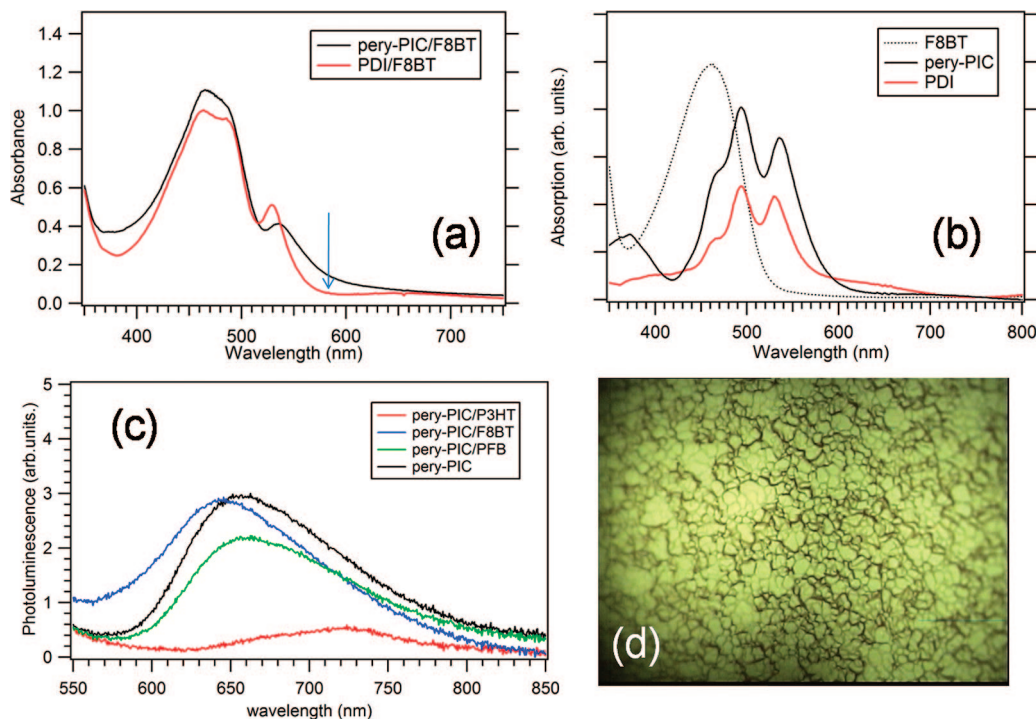 1.4
1.2
1.0
0.8
0.6
0.4
0.2
0.0
Absorbance
pery-PIC/F8BT
PDI/F8BT
(a)
400
500
600
700
Wavelength (nm)
Absorption (arb. units.)
F8BT
pery-PIC
PDI
(b)
400
500
600
700
800
Wavelength (nm)
5
4
3
2
1
0
Photoluminescence (arb.units.)
(c)
pery-PIC/P3HT
pery-PIC/F8BT
pery-PIC/PFB
pery-PIC
550
600
650
700
750
800
850
wavelength (nm)
(d)